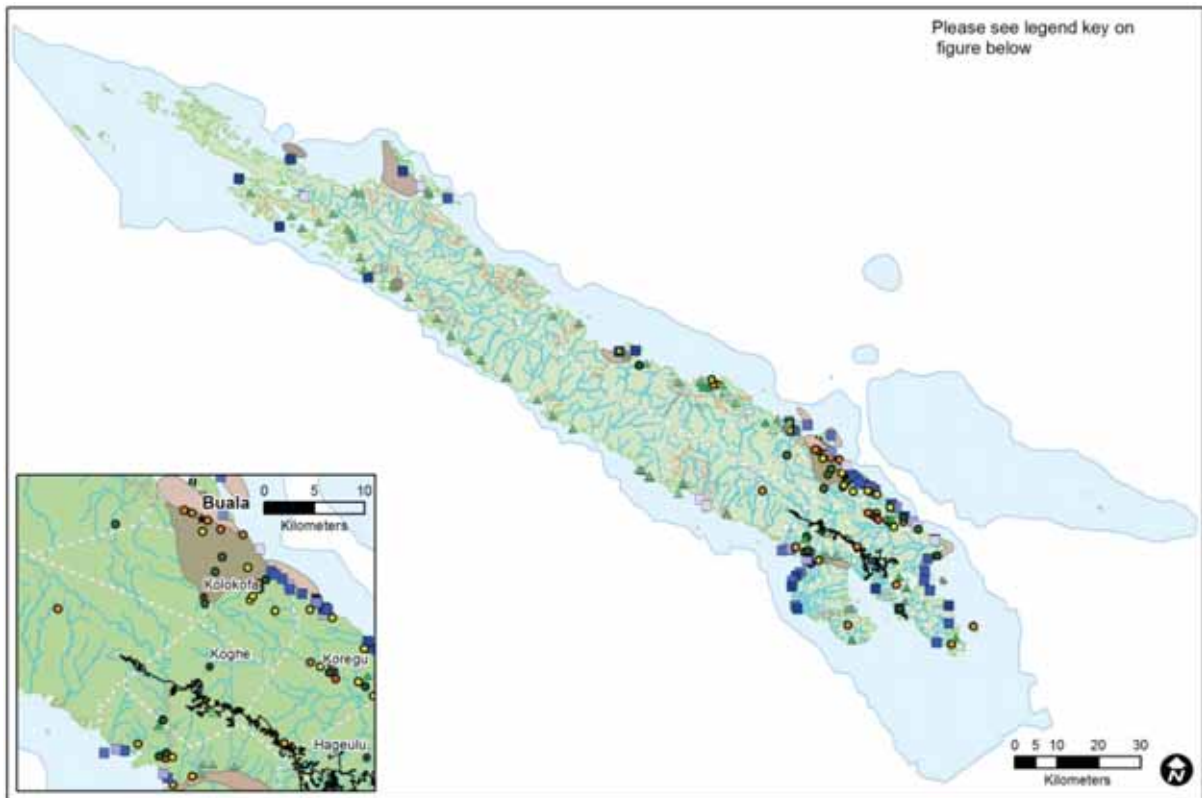 Please see legend key on
figure below
Buala
0 5 10
Kilometers
Kolokofa
Koghe
Koregu
Hageulu
0 5 10 20 30
Kilometers
N